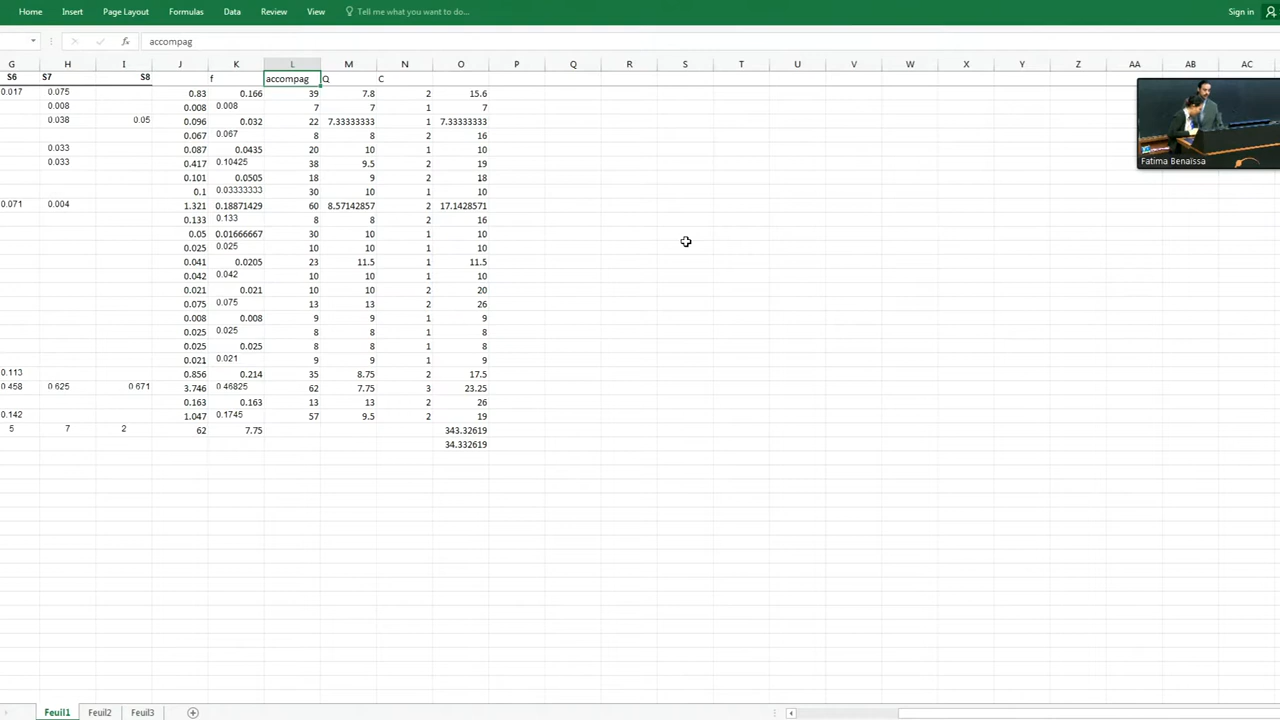 Home Insert Page Layout Formulas Data Review View Tell me what you want to do... Sign in
accompag
G H I J K L M N O P Q R S T U V W X Y Z AA AB AC
S6 S7 S8 f accompag Q C
0.017 0.075 0.83 0.166 39 7.8 2 15.6
0.008 0.008 0.008 7 7 1 7
0.038 0.05 0.096 0.032 22 7.33333333 1 7.33333333
0.067 0.067 8 8 2 16
0.033 0.087 0.0435 20 10 1 10
0.033 0.417 0.10425 38 9.5 2 19
0.101 0.0505 18 9 2 18
0.1 0.03333333 30 10 1 10
0.071 0.004 1.321 0.18871429 60 8.57142857 2 17.1428571
0.133 0.133 8 8 2 16
0.05 0.01666667 30 10 1 10
0.025 0.025 10 10 1 10
0.041 0.0205 23 11.5 1 11.5
0.042 0.042 10 10 1 10
0.021 0.021 10 10 2 20
0.075 0.075 13 13 2 26
0.008 0.008 9 9 1 9
0.025 0.025 8 8 1 8
0.025 0.025 8 8 1 8
0.021 0.021 9 9 1 9
0.113 0.856 0.214 35 8.75 2 17.5
0.458 0.625 0.671 3.746 0.46825 62 7.75 3 23.25
0.163 0.163 13 13 2 26
0.142 1.047 0.1745 57 9.5 2 19
5 7 2 62 7.75 343.32619
34.332619
Fatima Benaïssa
Feuil1 Feuil2 Feuil3